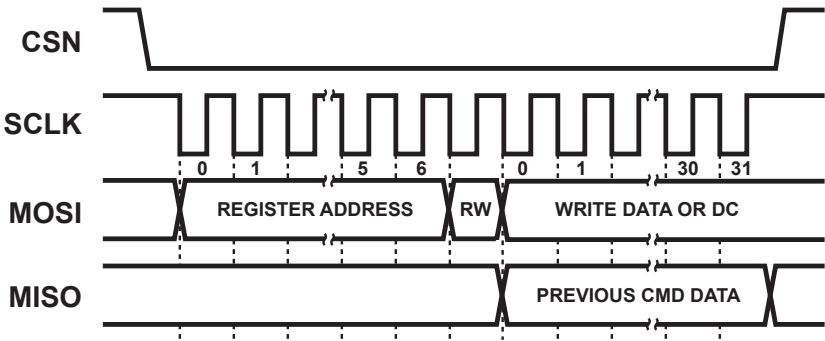 CSN
SCLK
0 1 5 6 0 1 30 31
MOSI REGISTER ADDRESS RW WRITE DATA OR DC
MISO PREVIOUS CMD DATA